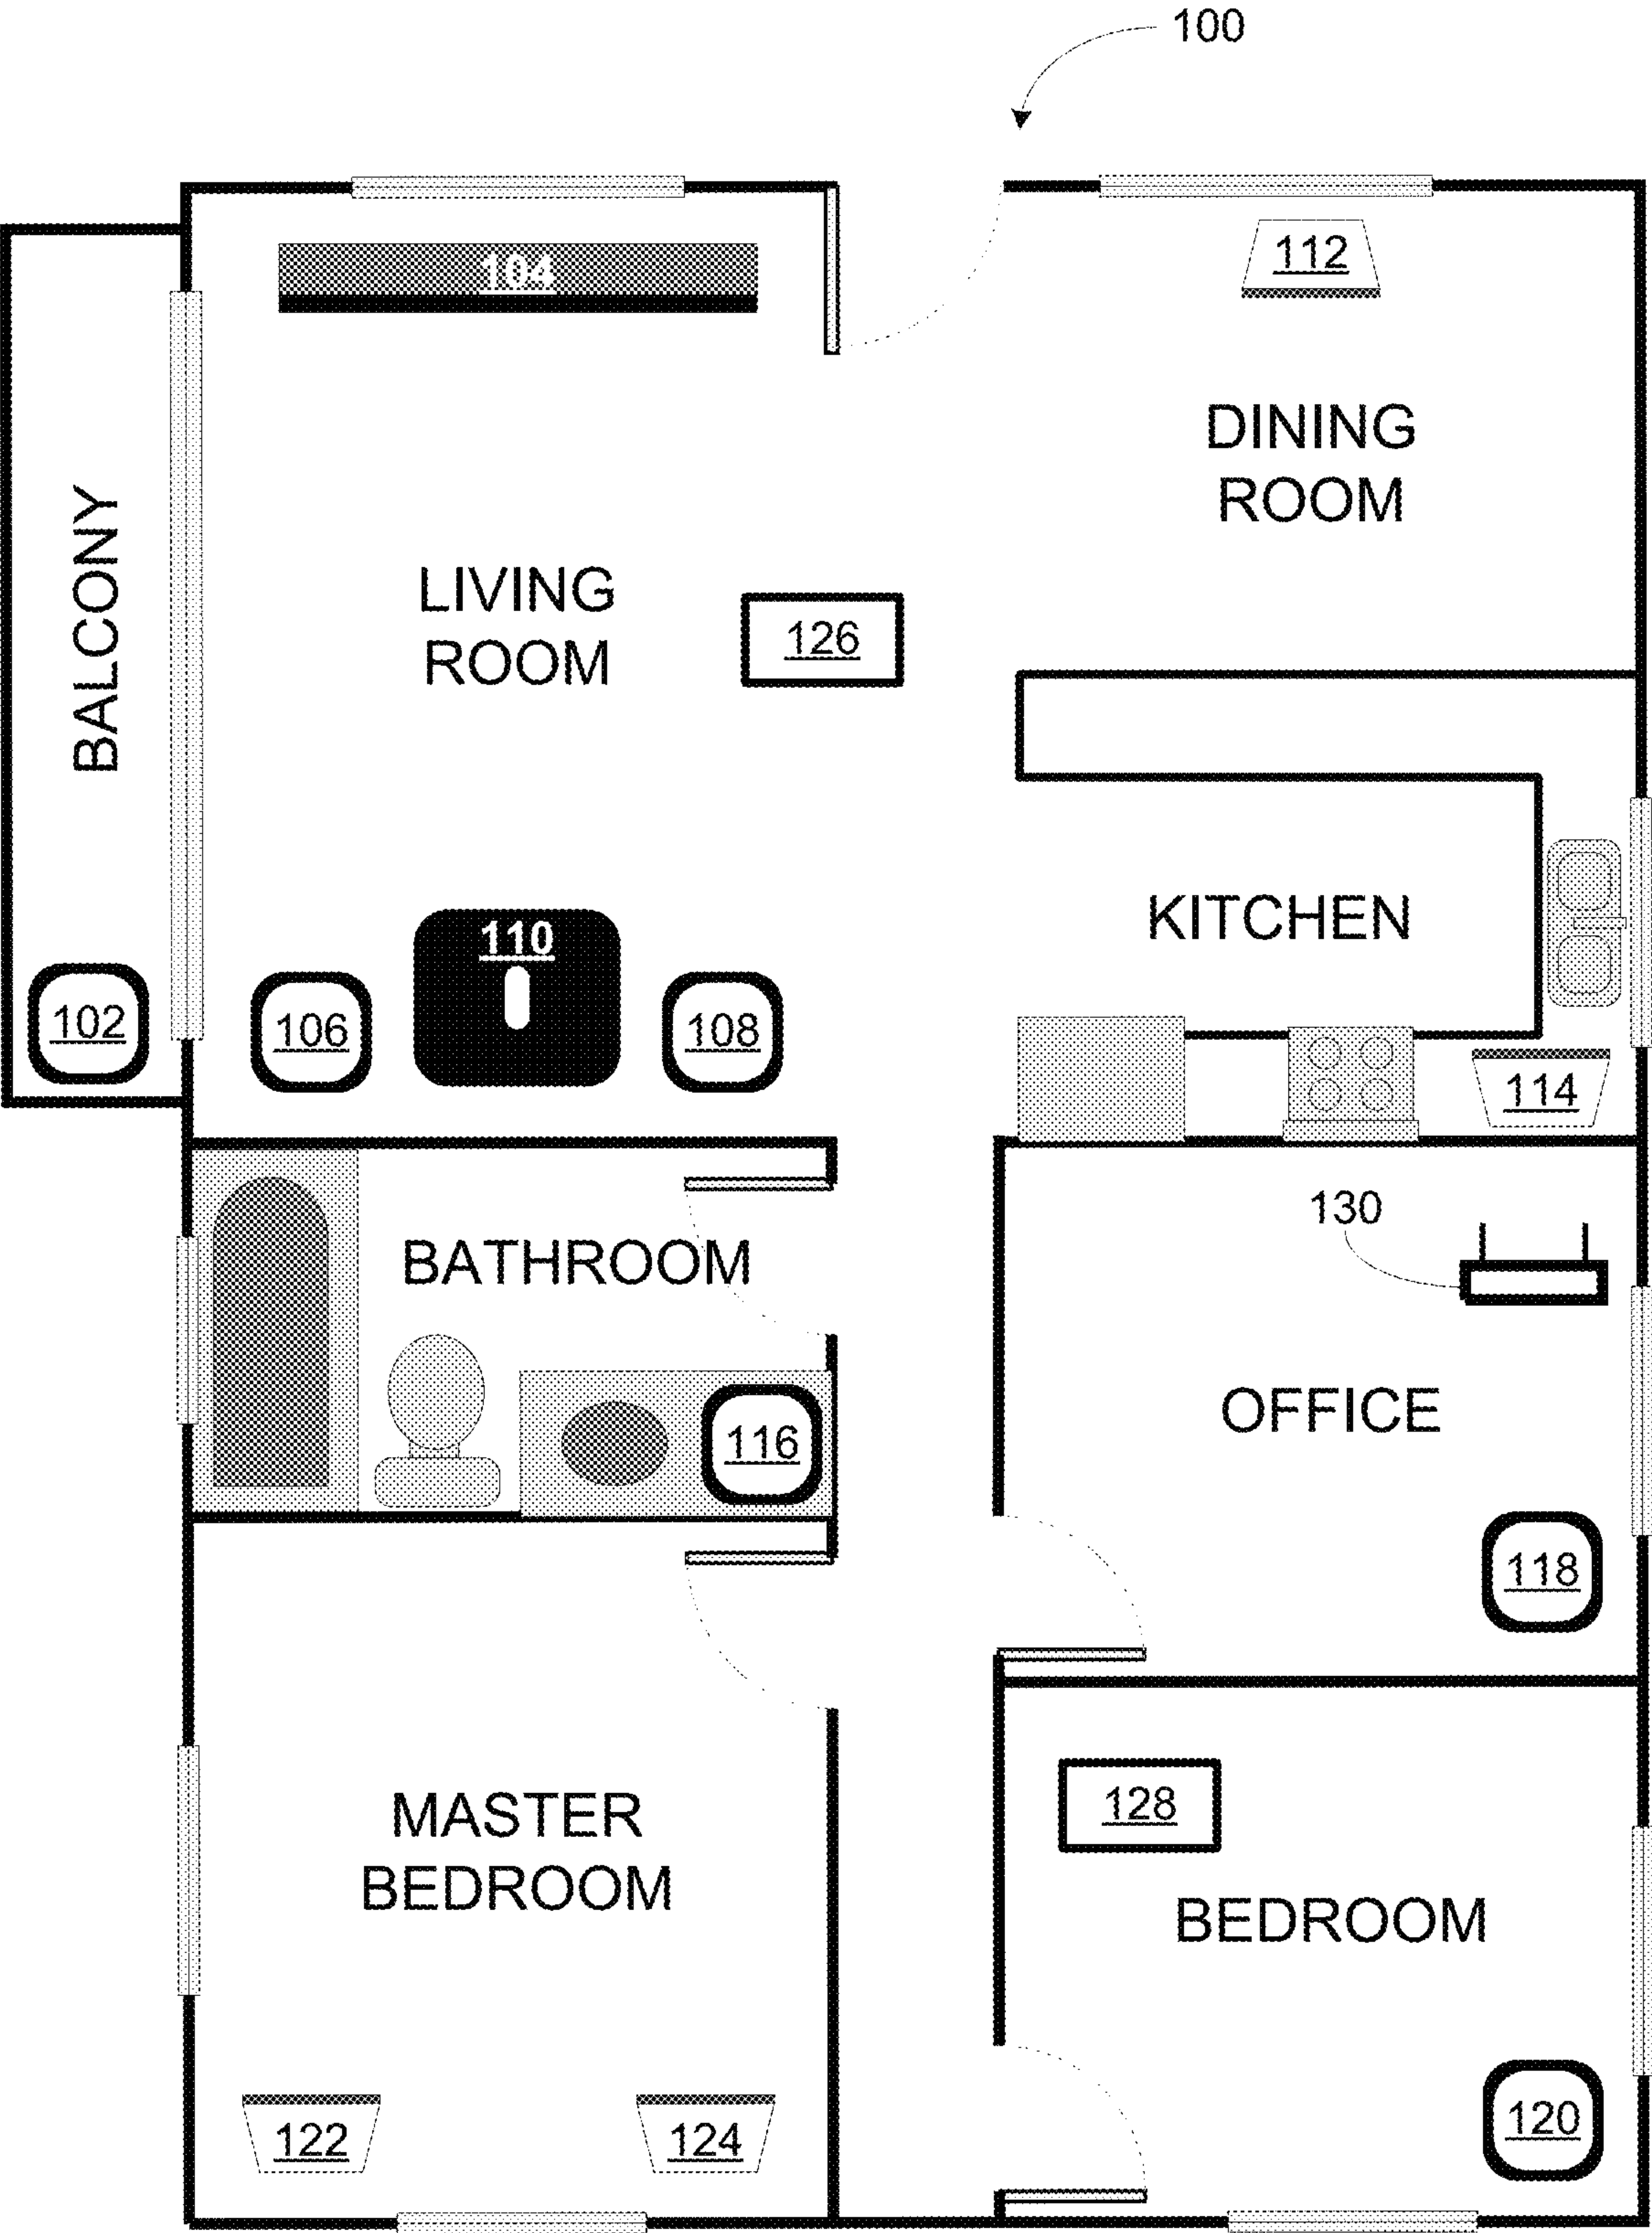 100
104
112
DINING
ROOM
BALCONY
LIVING
ROOM
126
KITCHEN
110
102
106
108
114
130
BATHROOM
OFFICE
116
118
128
MASTER
BEDROOM
BEDROOM
122
124
120